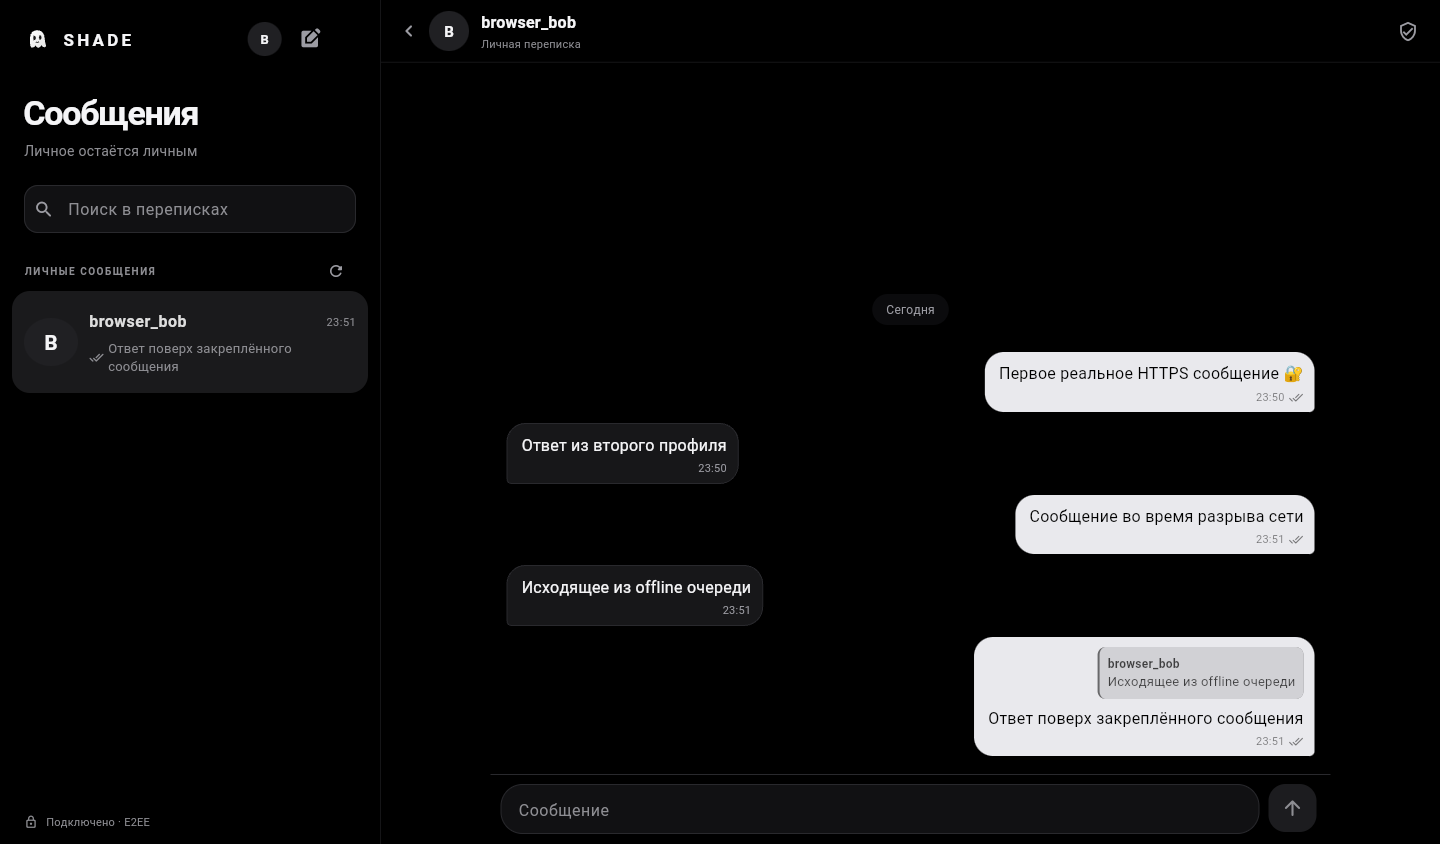 SHADE
B
Сообщения
Личное остаётся личным
Поиск в переписках
ЛИЧНЫЕ СООБЩЕНИЯ
B
browser_bob
23:51
Ответ поверх закреплённого
сообщения
Подключено · E2EE
B
browser_bob
Личная переписка
Сегодня
Первое реальное HTTPS сообщение 🔐
23:50
Ответ из второго профиля
23:50
Сообщение во время разрыва сети
23:51
Исходящее из offline очереди
23:51
browser_bob
Исходящее из offline очереди
Ответ поверх закреплённого сообщения
23:51
Сообщение